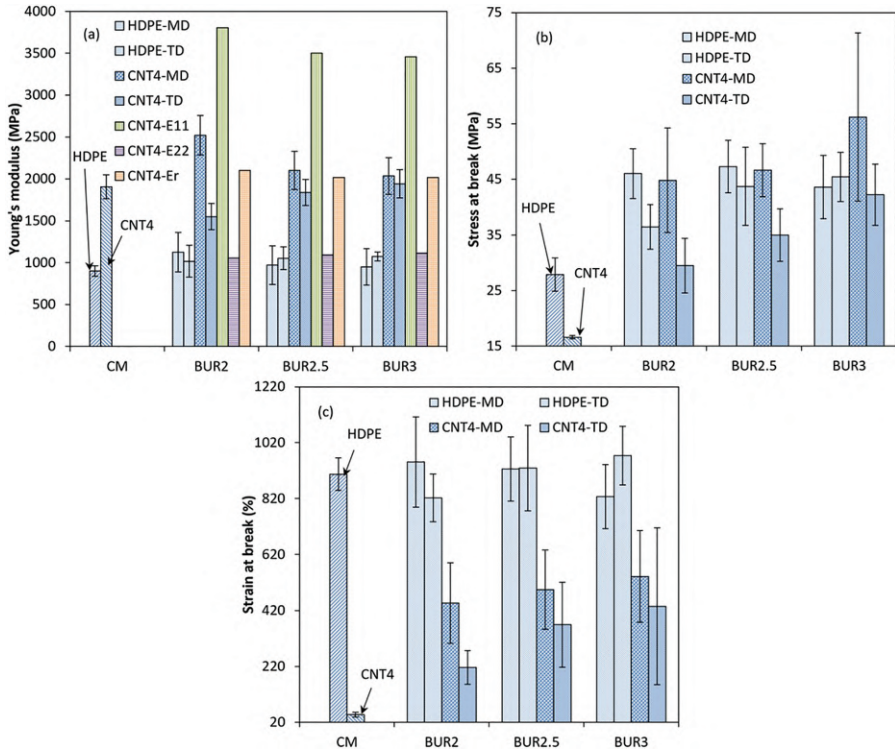 (a)
HDPE-MD
HDPE-TD
CNT4-MD
CNT4-TD
CNT4-E11
CNT4-E22
CNT4-Er
HDPE
CNT4
Young's modulus (MPa)
4000
3500
3000
2500
2000
1500
1000
500
0
CM
BUR2
BUR2.5
BUR3
(b)
HDPE-MD
HDPE-TD
CNT4-MD
CNT4-TD
HDPE
CNT4
Stress at break (MPa)
75
65
55
45
35
25
15
CM
BUR2
BUR2.5
BUR3
(c)
HDPE-MD
HDPE-TD
CNT4-MD
CNT4-TD
HDPE
CNT4
Strain at break (%)
1220
1020
820
620
420
220
20
CM
BUR2
BUR2.5
BUR3